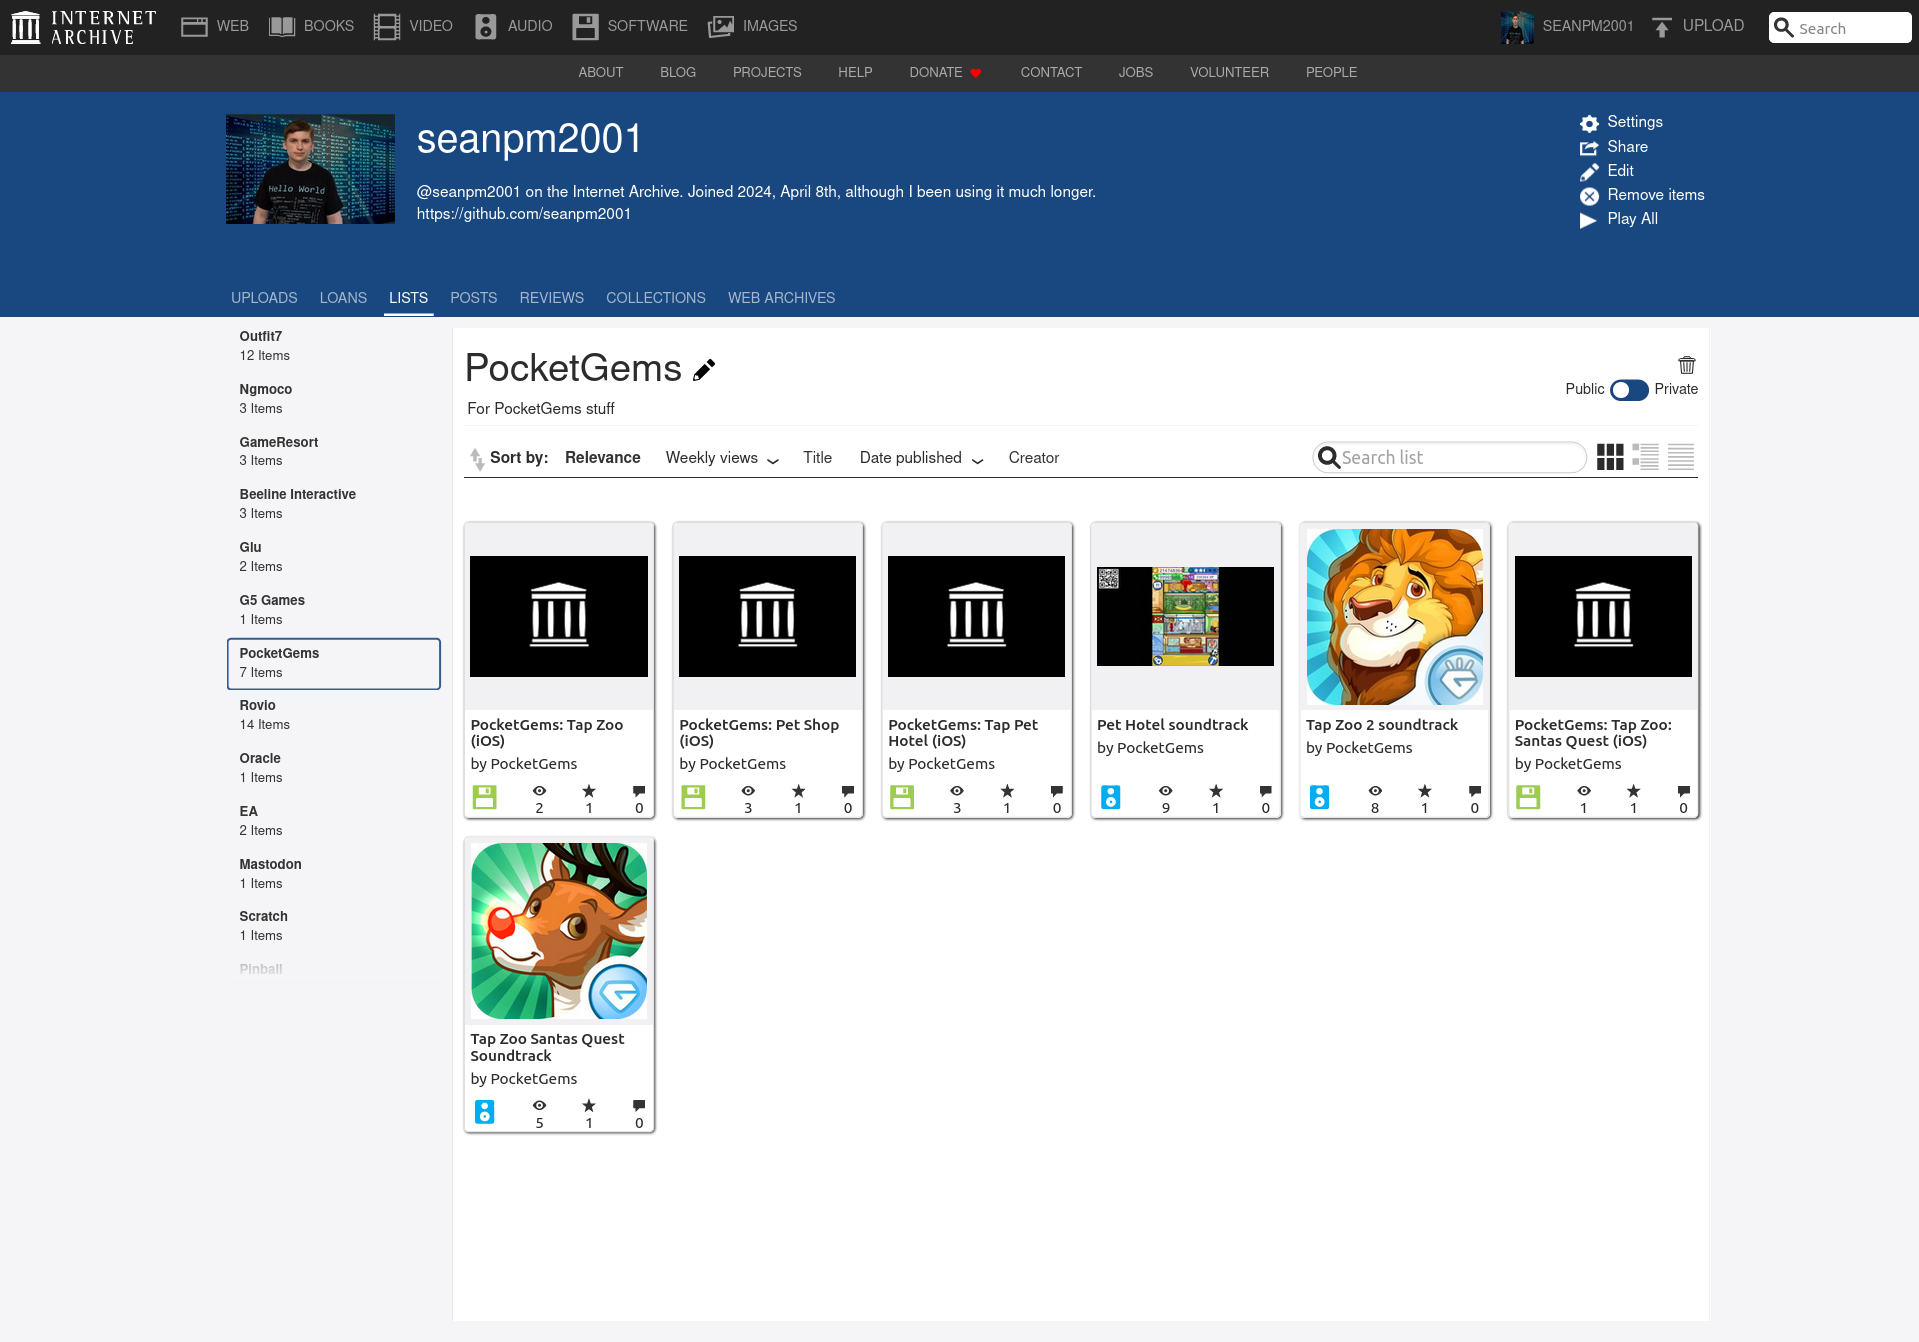 INTERNET ARCHIVE
WEB BOOKS VIDEO AUDIO SOFTWARE IMAGES SEANPM2001 UPLOAD Search
ABOUT BLOG PROJECTS HELP DONATE CONTACT JOBS VOLUNTEER PEOPLE
Hello World
seanpm2001
@seanpm2001 on the Internet Archive. Joined 2024, April 8th, although I been using it much longer.
https://github.com/seanpm2001
Settings
Share
Edit
Remove items
Play All
UPLOADS LOANS LISTS POSTS REVIEWS COLLECTIONS WEB ARCHIVES
Outfit7
12 Items
Ngmoco
3 Items
GameResort
3 Items
Beeline Interactive
3 Items
Glu
2 Items
G5 Games
1 Items
PocketGems
7 Items
Rovio
14 Items
Oracle
1 Items
EA
2 Items
Mastodon
1 Items
Scratch
1 Items
Pinball
PocketGems
For PocketGems stuff
Public Private
Sort by: Relevance Weekly views Title Date published Creator
Search list
PocketGems: Tap Zoo
(iOS)
by PocketGems
2 1 0
PocketGems: Pet Shop
(iOS)
by PocketGems
3 1 0
PocketGems: Tap Pet
Hotel (iOS)
by PocketGems
3 1 0
Pet Hotel soundtrack
by PocketGems
9 1 0
Tap Zoo 2 soundtrack
by PocketGems
8 1 0
PocketGems: Tap Zoo:
Santas Quest (iOS)
by PocketGems
1 1 0
Tap Zoo Santas Quest
Soundtrack
by PocketGems
5 1 0